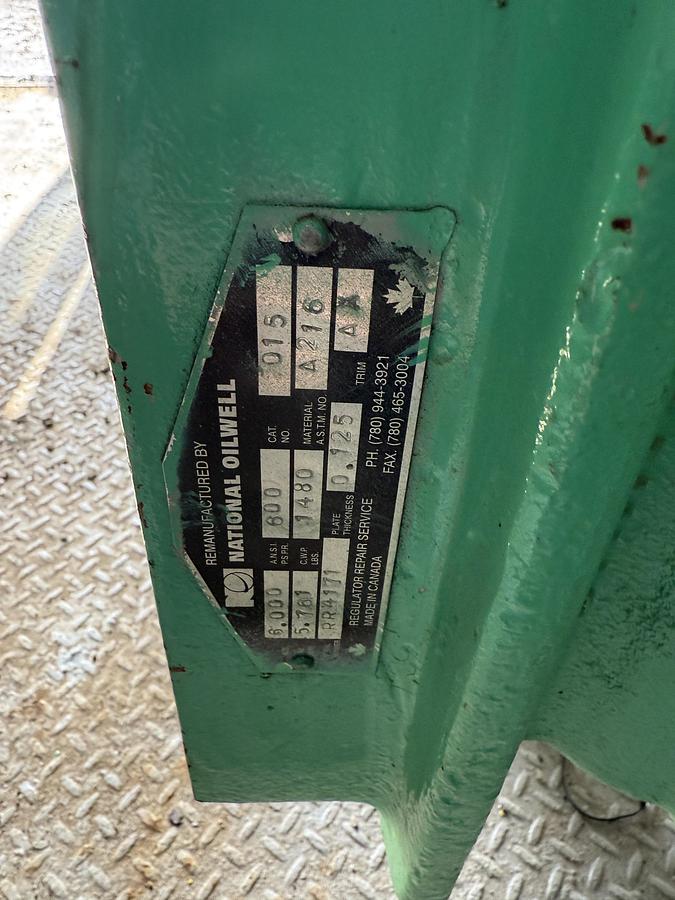 REMANUFACTURED BY
NATIONAL OILWELL
6.000 A.N.S.I. PS.PR. 600 CAT. NO. 015
5.761 C.W.P. LBS. 1480 MATERIAL A.S.T.M. NO. A216
RR4171 PLATE THICKNESS 0.125 TRIM
REGULATOR REPAIR SERVICE PH. (780) 944-3921
MADE IN CANADA FAX. (780) 465-3004